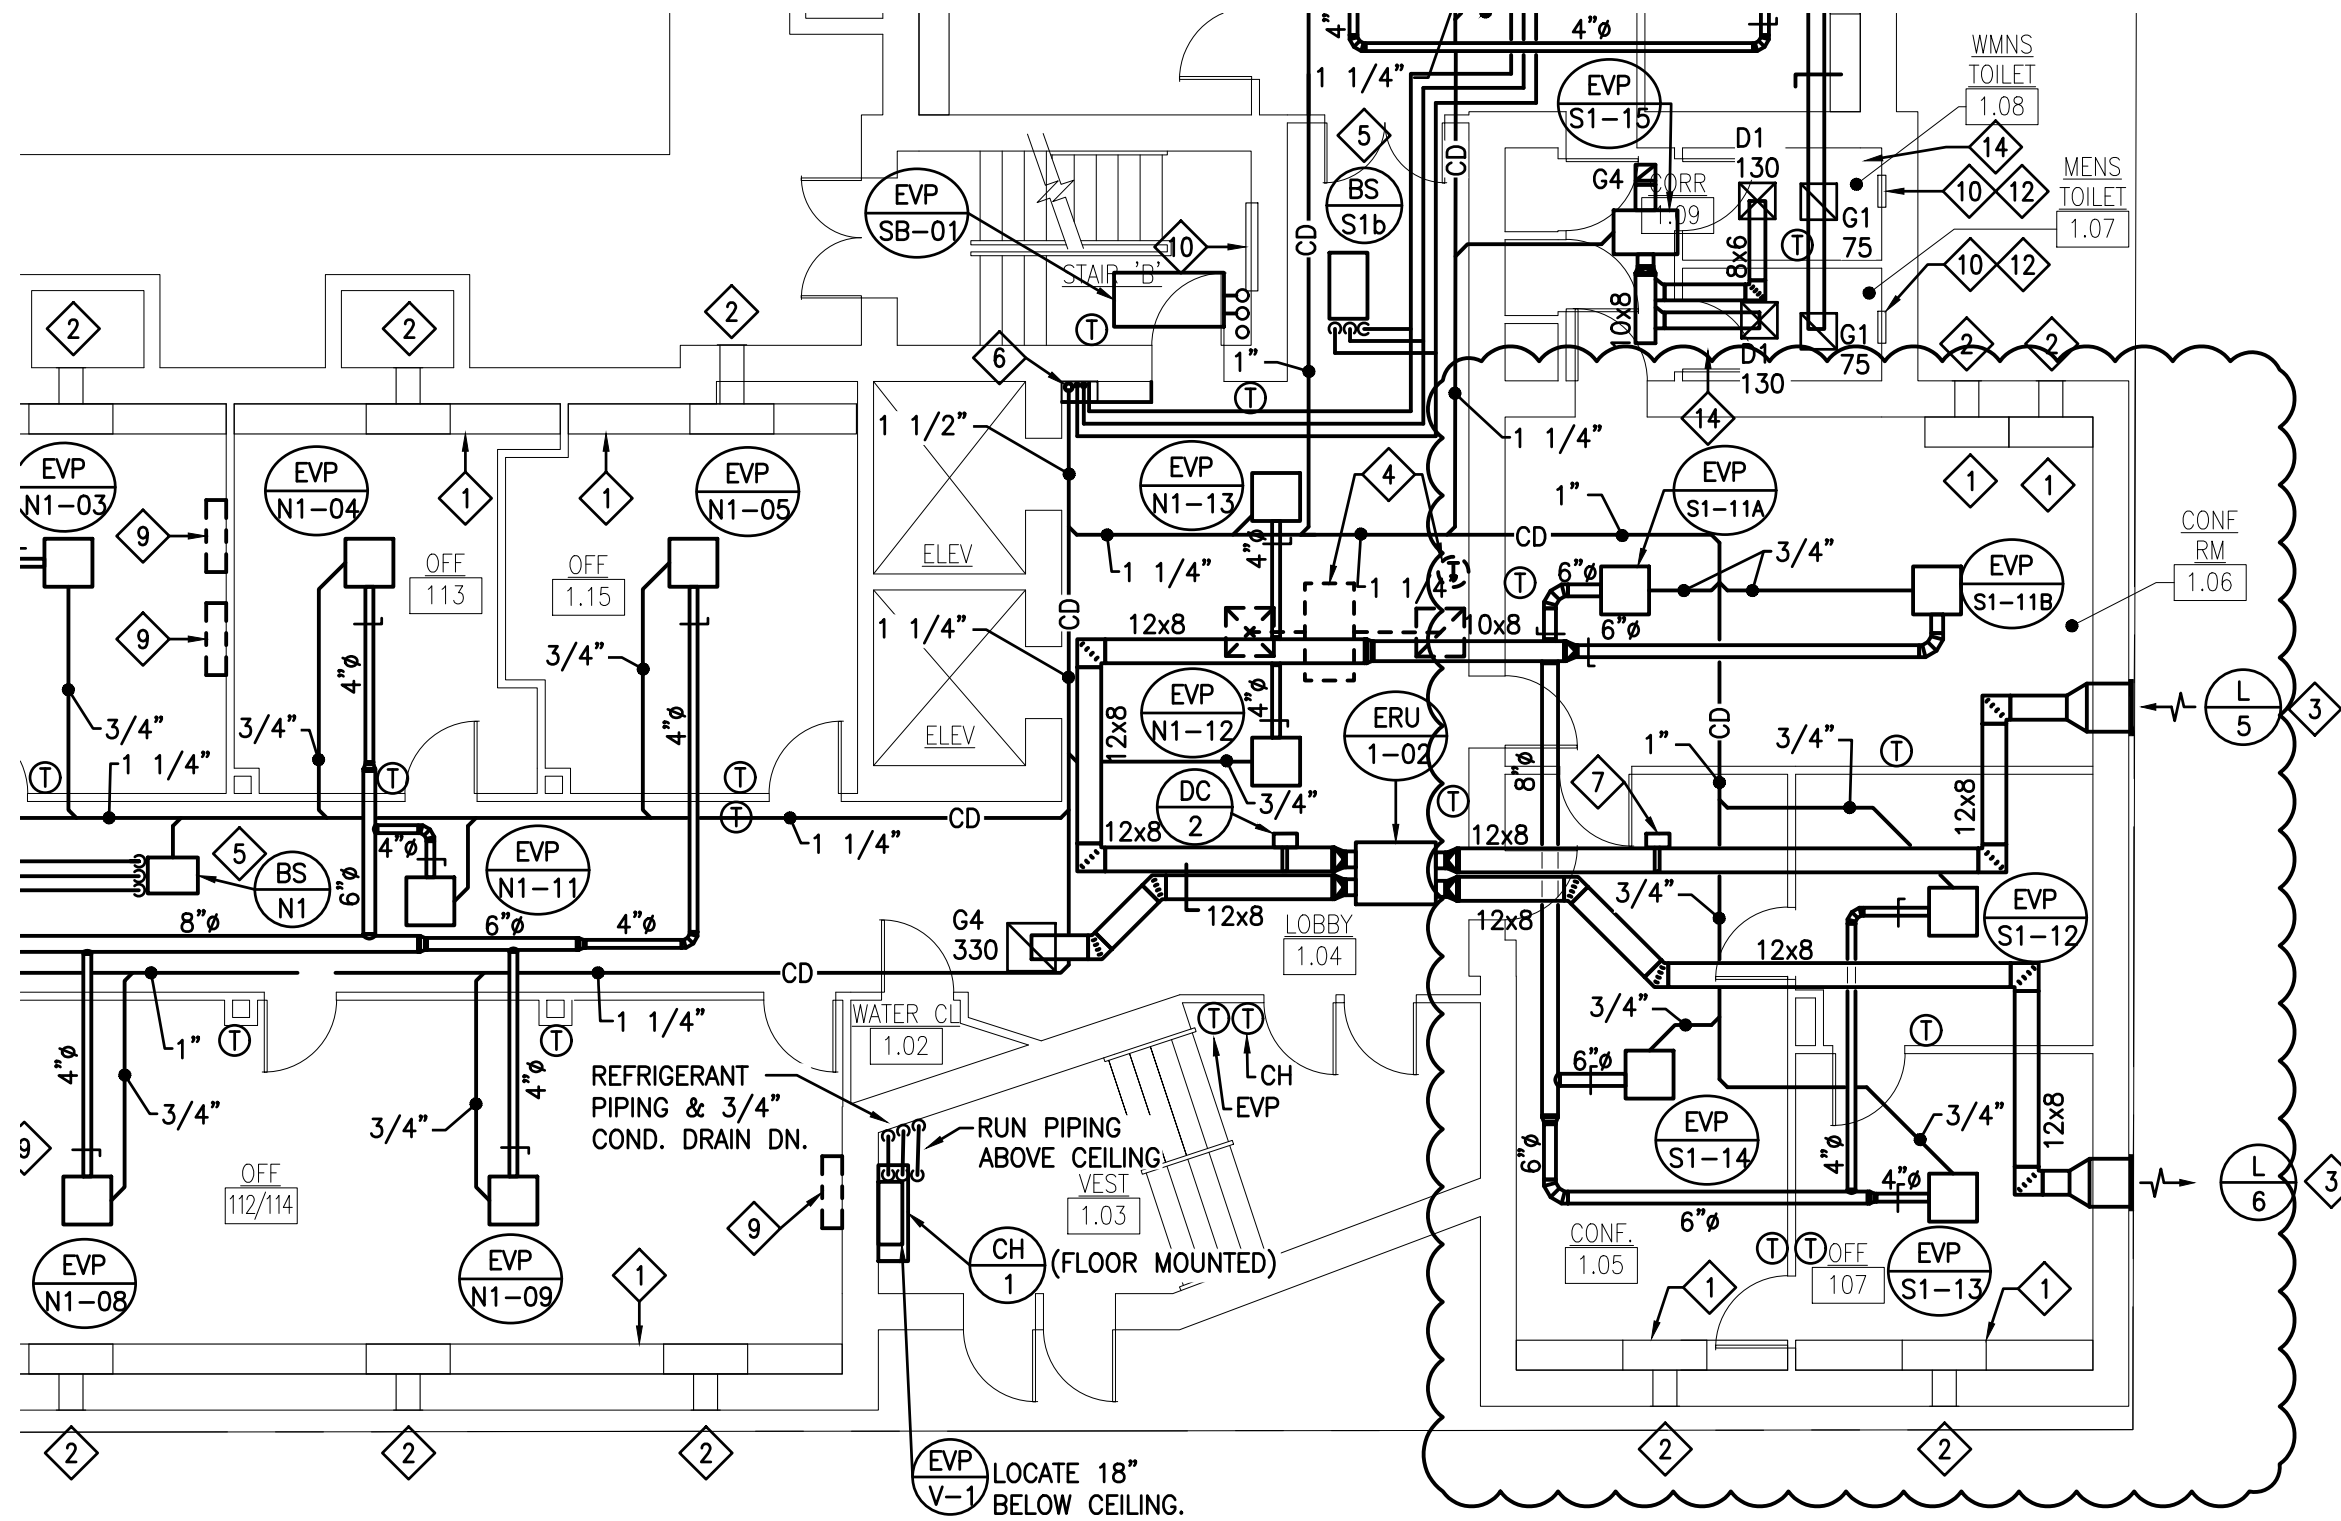 4"
4"ø
WMNS
TOILET
1.08
1 1/4"
EVP
S1-15
5
CD
D1
130
14
MENS
TOILET
1.07
EVP
SB-01
BS
S1b
G4
CORR
1.09
10
12
G1
75
T
10
STAIR 'B'
CD
8x6
10
12
2
2
2
T
6
1"
10x8
D1
130
G1
75
2
2
T
14
1 1/2"
1 1/4"
EVP
N1-03
EVP
N1-04
1
1
EVP
N1-05
EVP
N1-13
4
EVP
S1-11A
1
1
1"
9
OFF
113
OFF
1.15
ELEV
4"ø
CD
3/4"
CONF
RM
1.06
1 1/4"
1 1/4"
T
T
6"ø
EVP
S1-11B
9
CD
1 1/4"
12x8
10x8
6"ø
3/4"
4"ø
4"ø
EVP
N1-12
4"ø
ERU
1-02
L
5
3
3/4"
3/4"
ELEV
12x8
CD
1"
3/4"
T
1 1/4"
T
T
T
DC
2
3/4"
T
8"ø
7
12x8
T
1 1/4"
CD
12x8
12x8
5
BS
N1
4"ø
EVP
N1-11
6"ø
3/4"
EVP
S1-12
8"ø
6"ø
4"ø
G4
330
12x8
LOBBY
1.04
12x8
12x8
CD
1"
1 1/4"
T
T
WATER CL
1.02
T
T
3/4"
T
4"ø
3/4"
3/4"
4"ø
REFRIGERANT
PIPING & 3/4"
COND. DRAIN DN.
CH
EVP
6"ø
3/4"
12x8
RUN PIPING
ABOVE CEILING
9
EVP
S1-14
6"ø
4"ø
4"ø
L
6
3
OFF
112/114
9
VEST
1.03
6"ø
CONF.
1.05
T
T
OFF
107
EVP
S1-13
EVP
N1-08
EVP
N1-09
1
CH
1
(FLOOR MOUNTED)
1
1
2
2
2
2
2
EVP
V-1
LOCATE 18"
BELOW CEILING.